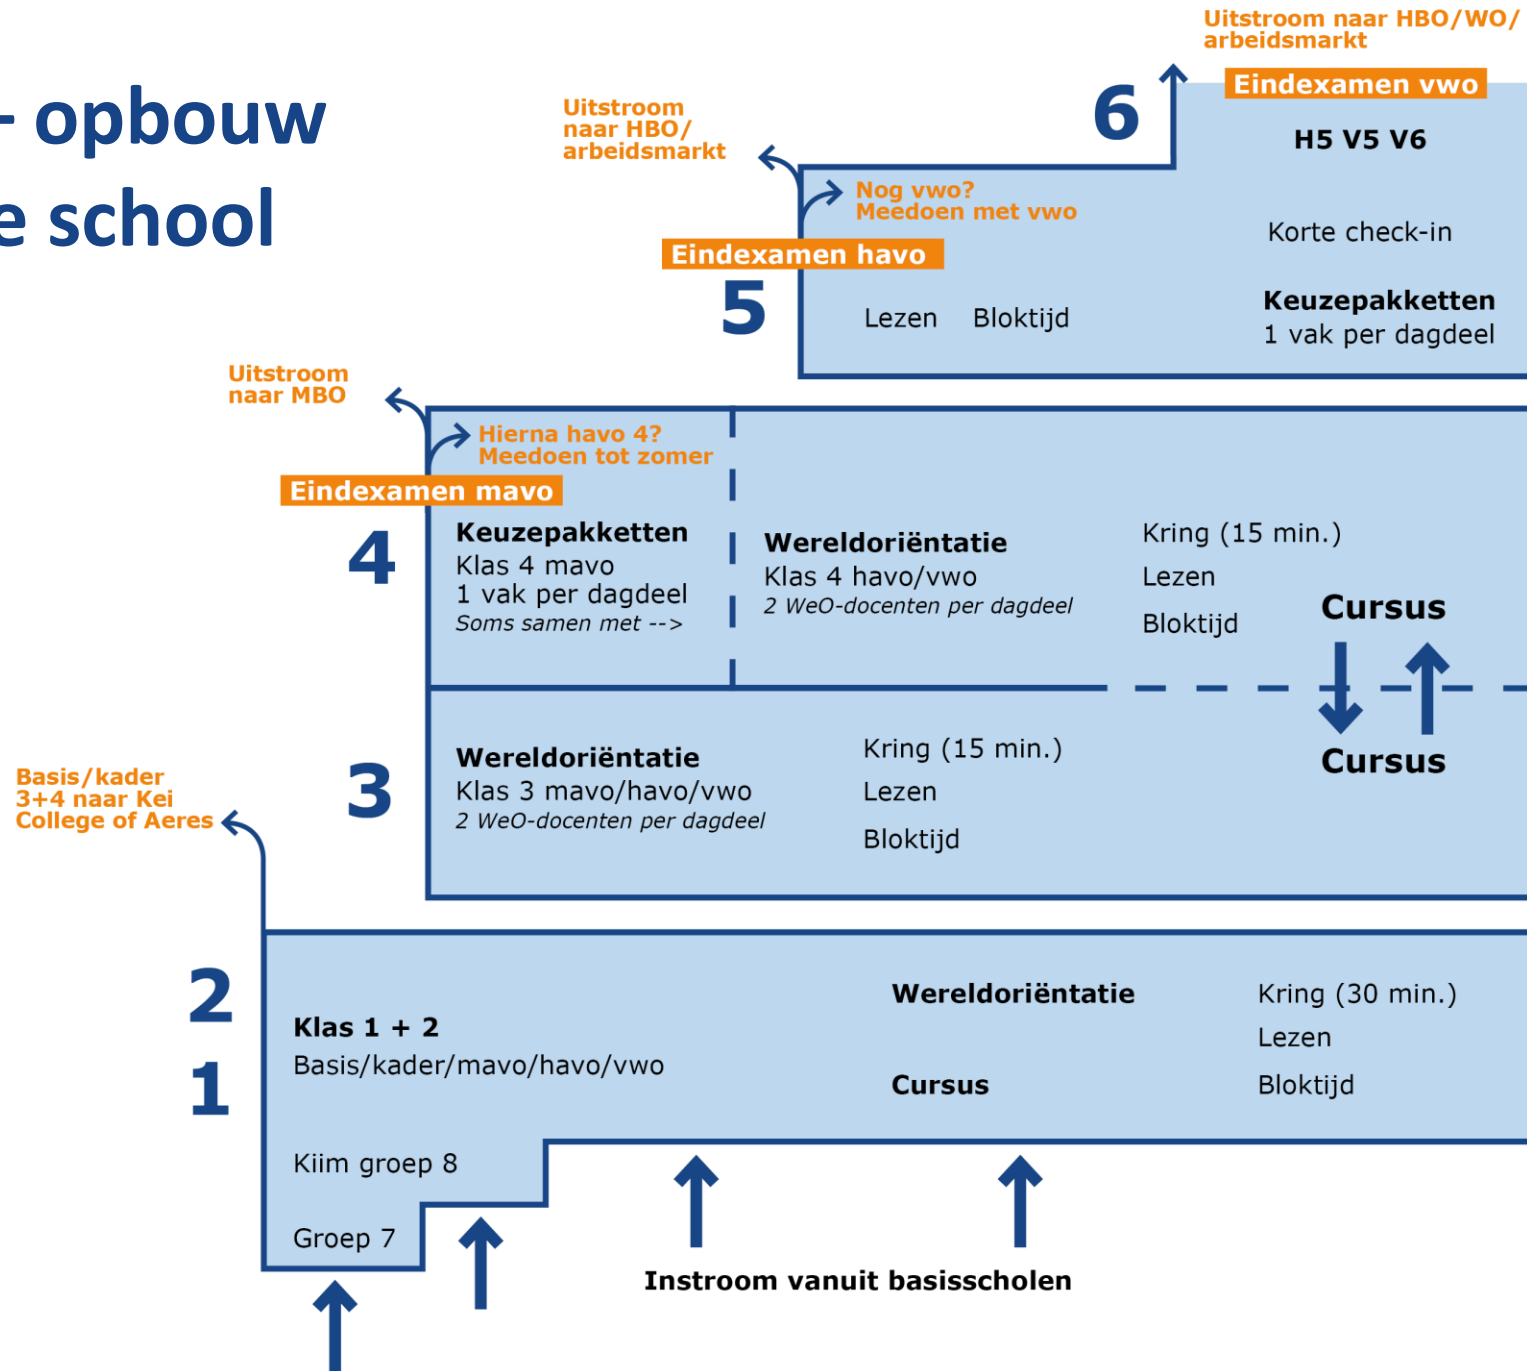 - opbouw
e school
Uitstroom naar HBO/WO/
arbeidsmarkt
Eindexamen vwo
6
H5 V5 V6
Korte check-in
Keuzepakketten
1 vak per dagdeel
Uitstroom
naar HBO/
arbeidsmarkt
Nog vwo?
Meedoen met vwo
Eindexamen havo
5
Lezen Bloktijd
Uitstroom
naar MBO
Hierna havo 4?
Meedoen tot zomer
Eindexamen mavo
4
Keuzepakketten
Klas 4 mavo
1 vak per dagdeel
Soms samen met -->
Wereldoriëntatie
Klas 4 havo/vwo
2 WeO-docenten per dagdeel
Kring (15 min.)
Lezen
Bloktijd
Cursus
3
Wereldoriëntatie
Klas 3 mavo/havo/vwo
2 WeO-docenten per dagdeel
Kring (15 min.)
Lezen
Bloktijd
Cursus
Basis/kader
3+4 naar Kei
College of Aeres
2
1
Klas 1 + 2
Basis/kader/mavo/havo/vwo
Wereldoriëntatie
Cursus
Kring (30 min.)
Lezen
Bloktijd
Kiim groep 8
Groep 7
Instroom vanuit basisscholen